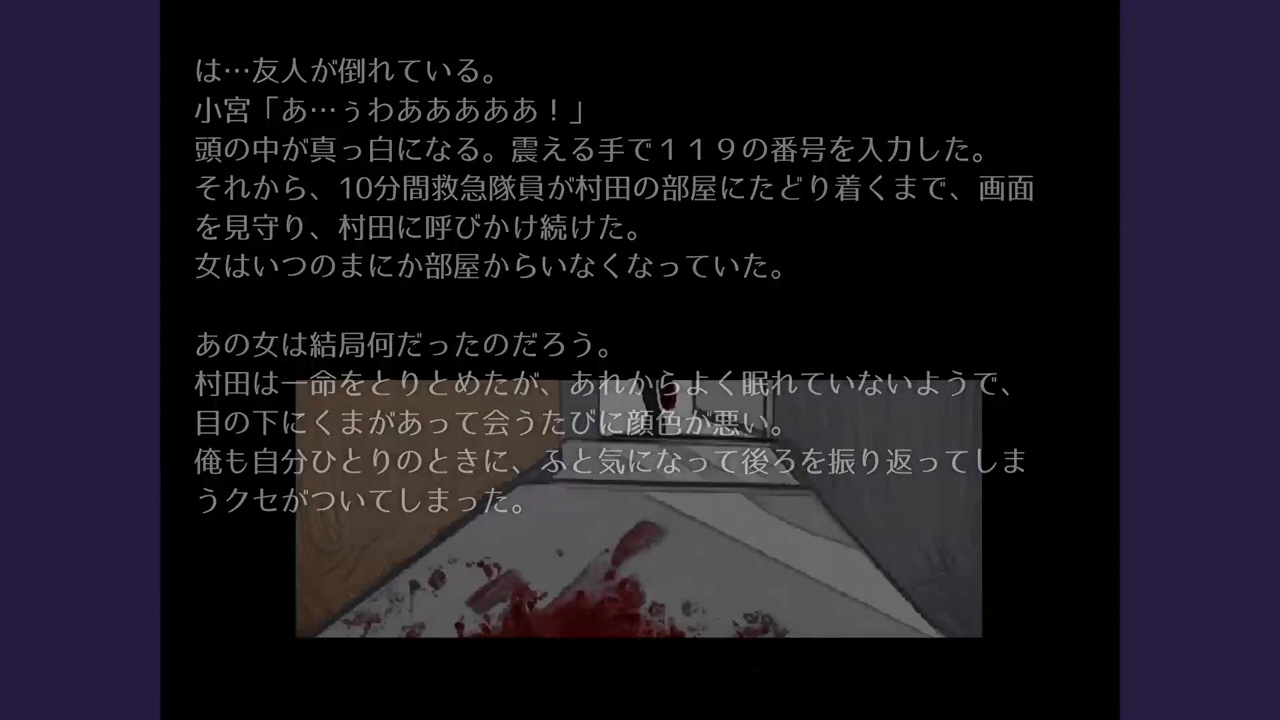 は…友人が倒れている。
小宮「あ…ぅわあああああ！」
頭の中が真っ白になる。震える手で１１９の番号を入力した。
それから、10分間救急隊員が村田の部屋にたどり着くまで、画面
を見守り、村田に呼びかけ続けた。
女はいつのまにか部屋からいなくなっていた。
あの女は結局何だったのだろう。
村田は一命をとりとめたが、あれからよく眠れていないようで、
目の下にくまがあって会うたびに顔色が悪い。
俺も自分ひとりのときに、ふと気になって後ろを振り返ってしま
うクセがついてしまった。